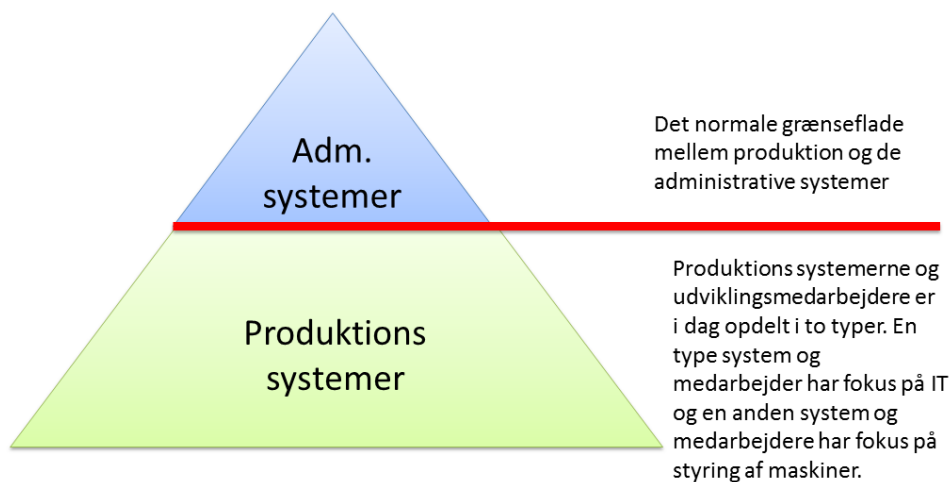 Adm.
systemer
Det normale grænseflade
mellem produktion og de
administrative systemer
Produktions
systemer
Produktions systemerne og
udviklingsmedarbejdere er
i dag opdelt i to typer. En
type system og
medarbejder har fokus på IT
og en anden system og
medarbejdere har fokus på
styring af maskiner.